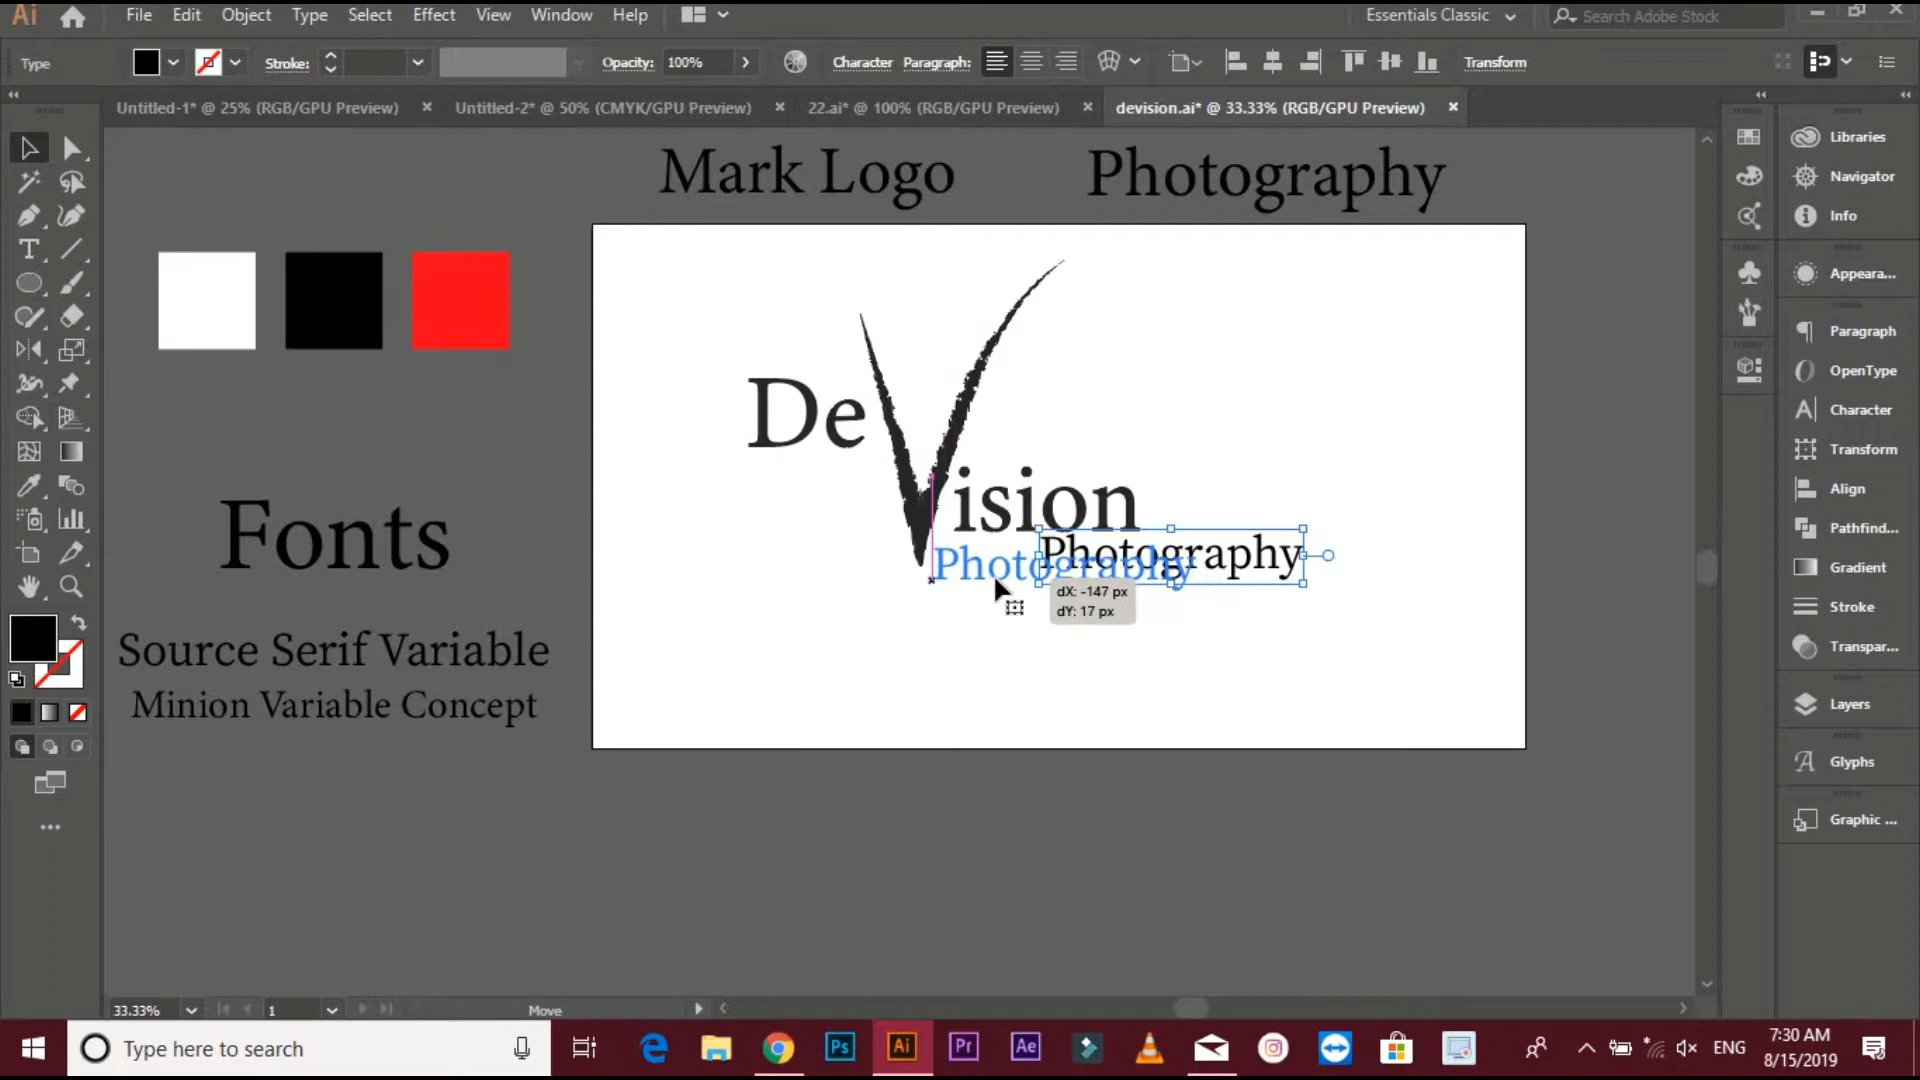 Ai File Edit Object Type Select Effect View Window Help Essentials Classic Search Adobe Stock
Type Stroke: Opacity: 100% Character Paragraph: Transform
Untitled-1* @ 25% (RGB/GPU Preview) × Untitled-2* @ 50% (CMYK/GPU Preview) × 22.ai* @ 100% (RGB/GPU Preview) × devision.ai* @ 33.33% (RGB/GPU Preview) ×
Mark Logo Photography
De
ision
Photography
Photography
dX: -147 px
dY: 17 px
Fonts
Source Serif Variable
Minion Variable Concept
Libraries
Navigator
Info
Appeara...
Paragraph
OpenType
Character
Transform
Align
Pathfind...
Gradient
Stroke
Transpar...
Layers
Glyphs
Graphic ...
33.33% 1 Move
Type here to search Ps Ai Pr Ae ENG 7:30 AM
8/15/2019